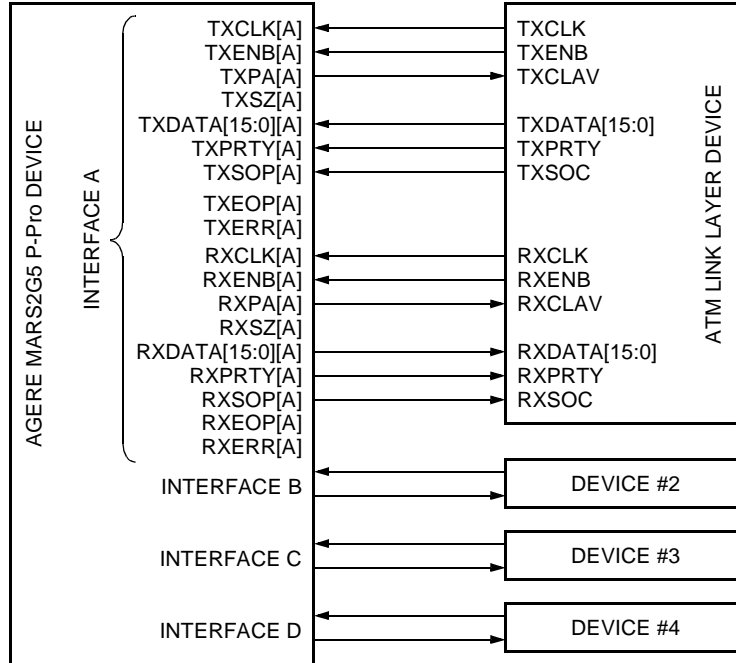 AGERE MARS2G5 P-Pro DEVICE
INTERFACE A
TXCLK[A]
TXENB[A]
TXPA[A]
TXSZ[A]
TXDATA[15:0][A]
TXPRTY[A]
TXSOP[A]
TXEOP[A]
TXERR[A]
RXCLK[A]
RXENB[A]
RXPA[A]
RXSZ[A]
RXDATA[15:0][A]
RXPRTY[A]
RXSOP[A]
RXEOP[A]
RXERR[A]
INTERFACE B
INTERFACE C
INTERFACE D
TXCLK
TXENB
TXCLAV
TXDATA[15:0]
TXPRTY
TXSOC
RXCLK
RXENB
RXCLAV
RXDATA[15:0]
RXPRTY
RXSOC
ATM LINK LAYER DEVICE
DEVICE #2
DEVICE #3
DEVICE #4